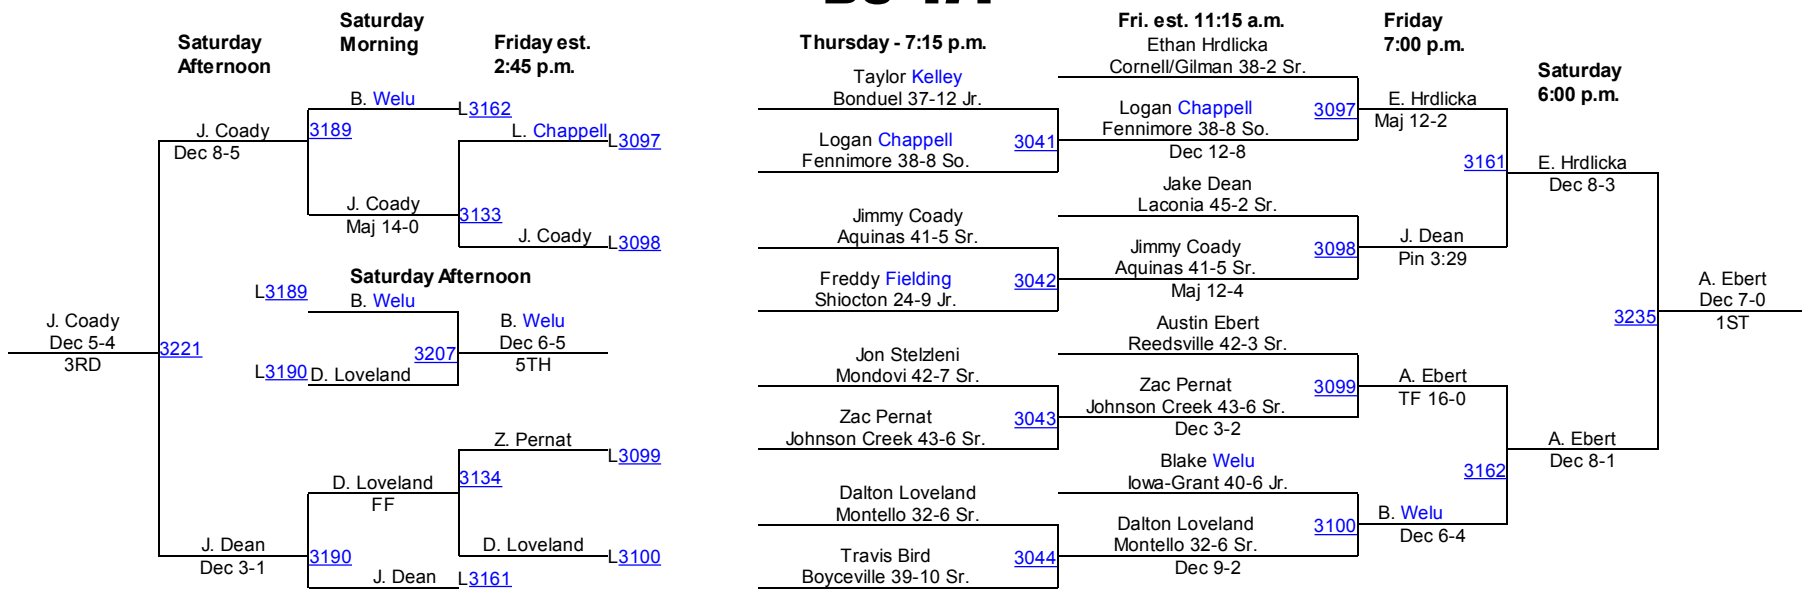 Saturday
Afternoon
Saturday
Morning
Friday est.
2:45 p.m.
Thursday - 7:15 p.m.
Fri. est. 11:15 a.m.
Friday
7:00 p.m.
Saturday
6:00 p.m.
B. Welu
L3162
J. Coady
Dec 8-5
3189
L. Chappell
L3097
J. Coady
Maj 14-0
3133
J. Coady
L3098
Saturday Afternoon
L3189
B. Welu
J. Coady
Dec 5-4
3RD
3221
3207
B. Welu
Dec 6-5
5TH
L3190
D. Loveland
Z. Pernat
L3099
D. Loveland
FF
3134
D. Loveland
L3100
J. Dean
Dec 3-1
3190
J. Dean
L3161
Taylor Kelley
Bonduel 37-12 Jr.
Logan Chappell
Fennimore 38-8 So.
3041
Jimmy Coady
Aquinas 41-5 Sr.
Freddy Fielding
Shiocton 24-9 Jr.
3042
Jon Stelzleni
Mondovi 42-7 Sr.
Zac Pernat
Johnson Creek 43-6 Sr.
3043
Dalton Loveland
Montello 32-6 Sr.
Travis Bird
Boyceville 39-10 Sr.
3044
Ethan Hrdlicka
Cornell/Gilman 38-2 Sr.
Logan Chappell
Fennimore 38-8 So.
Dec 12-8
3097
Jake Dean
Laconia 45-2 Sr.
Jimmy Coady
Aquinas 41-5 Sr.
Maj 12-4
3098
Austin Ebert
Reedsville 42-3 Sr.
Zac Pernat
Johnson Creek 43-6 Sr.
Dec 3-2
3099
Blake Welu
Iowa-Grant 40-6 Jr.
Dalton Loveland
Montello 32-6 Sr.
Dec 9-2
3100
E. Hrdlicka
Maj 12-2
3161
J. Dean
Pin 3:29
A. Ebert
TF 16-0
3162
B. Welu
Dec 6-4
E. Hrdlicka
Dec 8-3
3235
A. Ebert
Dec 8-1
A. Ebert
Dec 7-0
1ST